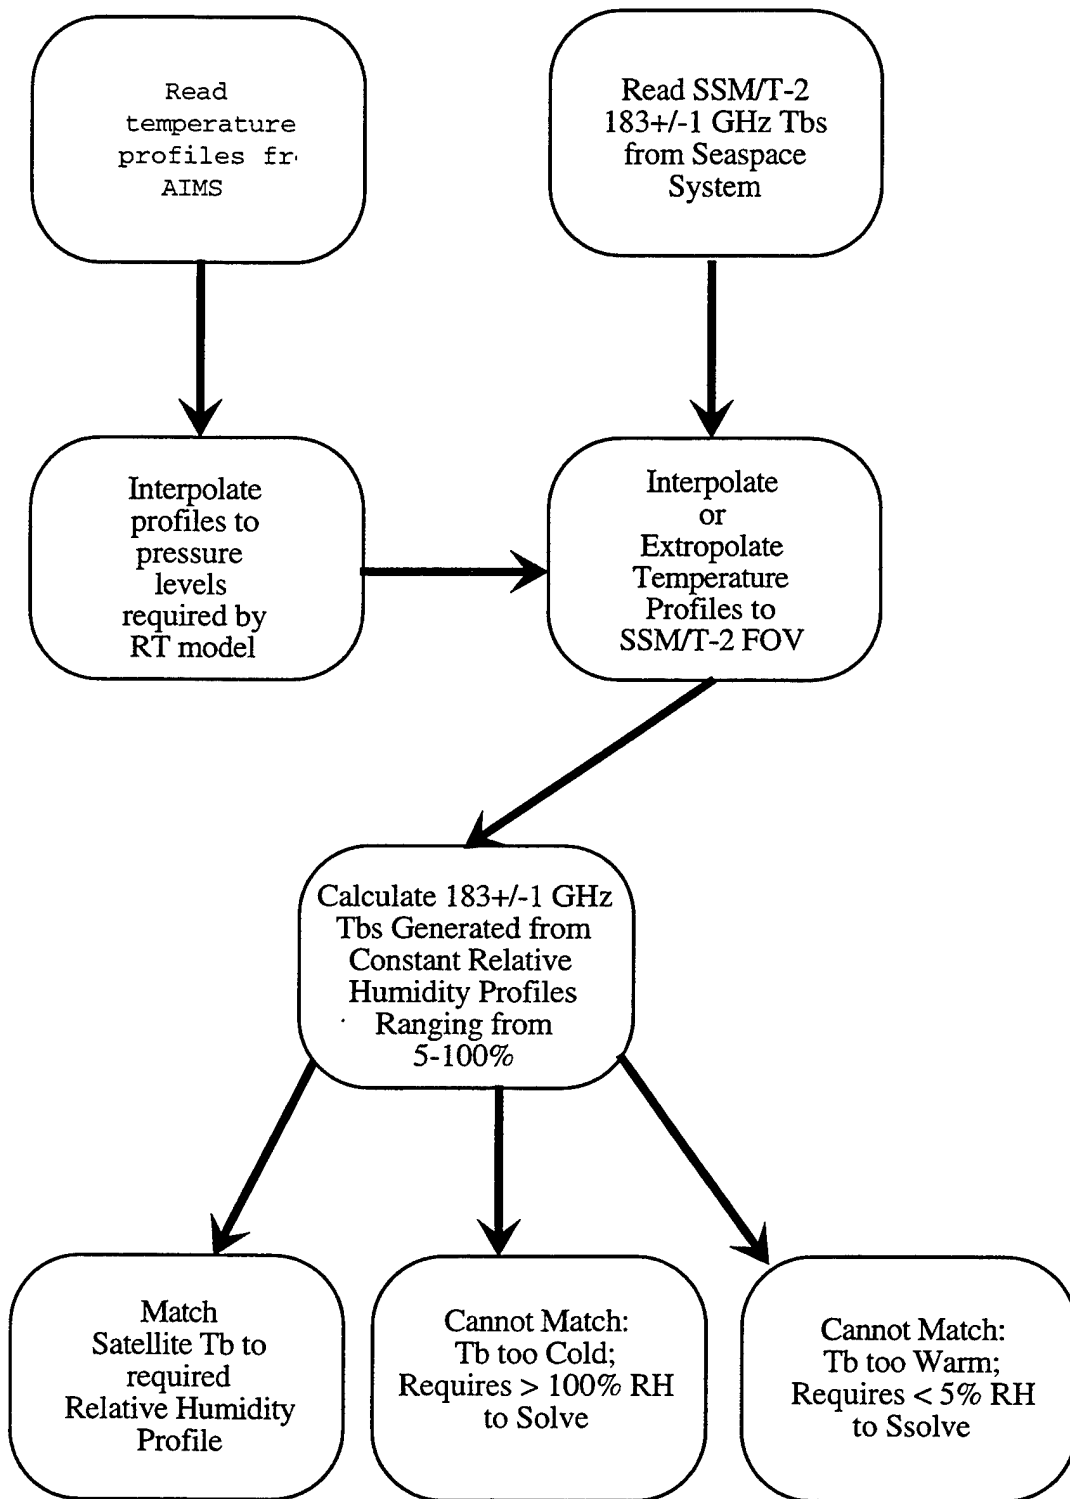 Read
temperature
profiles fr
AIMS
Read SSM/T-2
183+/-1 GHz Tbs
from Seaspace
System
Interpolate
profiles to
pressure
levels
required by
RT model
Interpolate
or
Extropolate
Temperature
Profiles to
SSM/T-2 FOV
Calculate 183+/-1 GHz
Tbs Generated from
Constant Relative
Humidity Profiles
Ranging from
5-100%
Match
Satellite Tb to
required
Relative Humidity
Profile
Cannot Match:
Tb too Cold;
Requires > 100% RH
to Solve
Cannot Match:
Tb too Warm;
Requires < 5% RH
to Ssolve